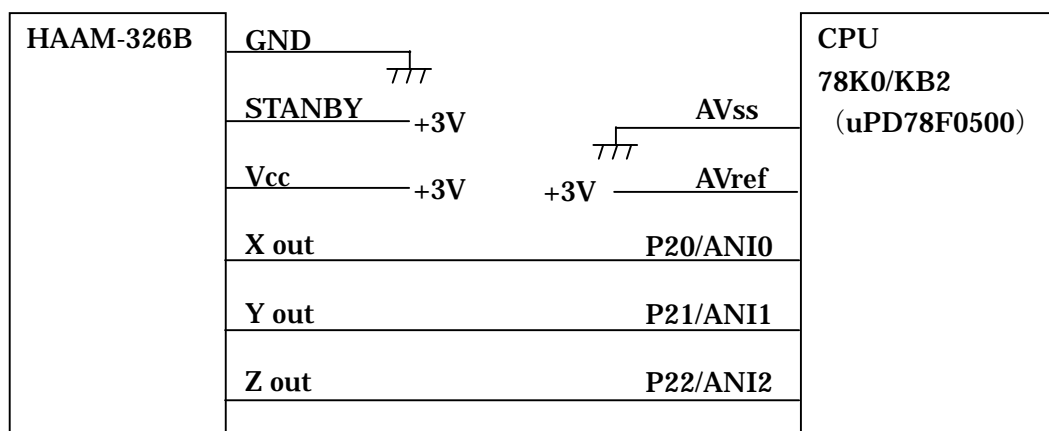 HAAM-326B
GND
STANBY
+3V
Vcc
+3V
X out
Y out
Z out
AVss
+3V
AVref
P20/ANI0
P21/ANI1
P22/ANI2
CPU
78K0/KB2
（uPD78F0500）